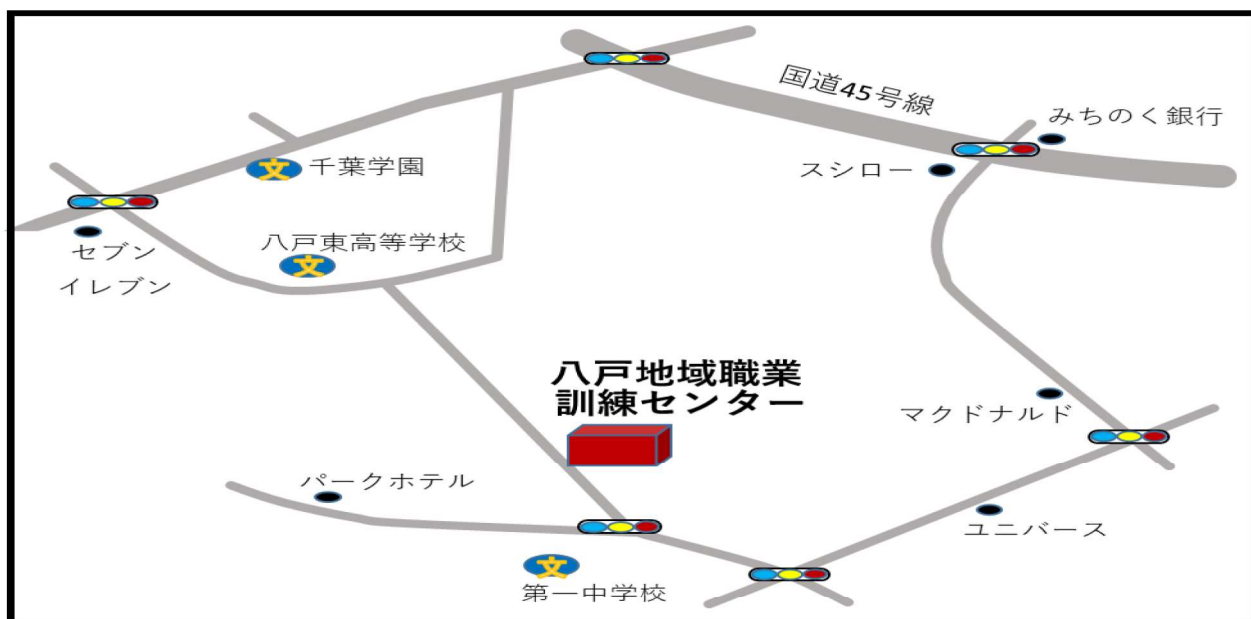 国道45号線
みちのく銀行
スシロー
千葉学園
文
八戸東高等学校
文
セブン
イレブン
八戸地域職業
訓練センター
マクドナルド
パークホテル
ユニバース
文
第一中学校